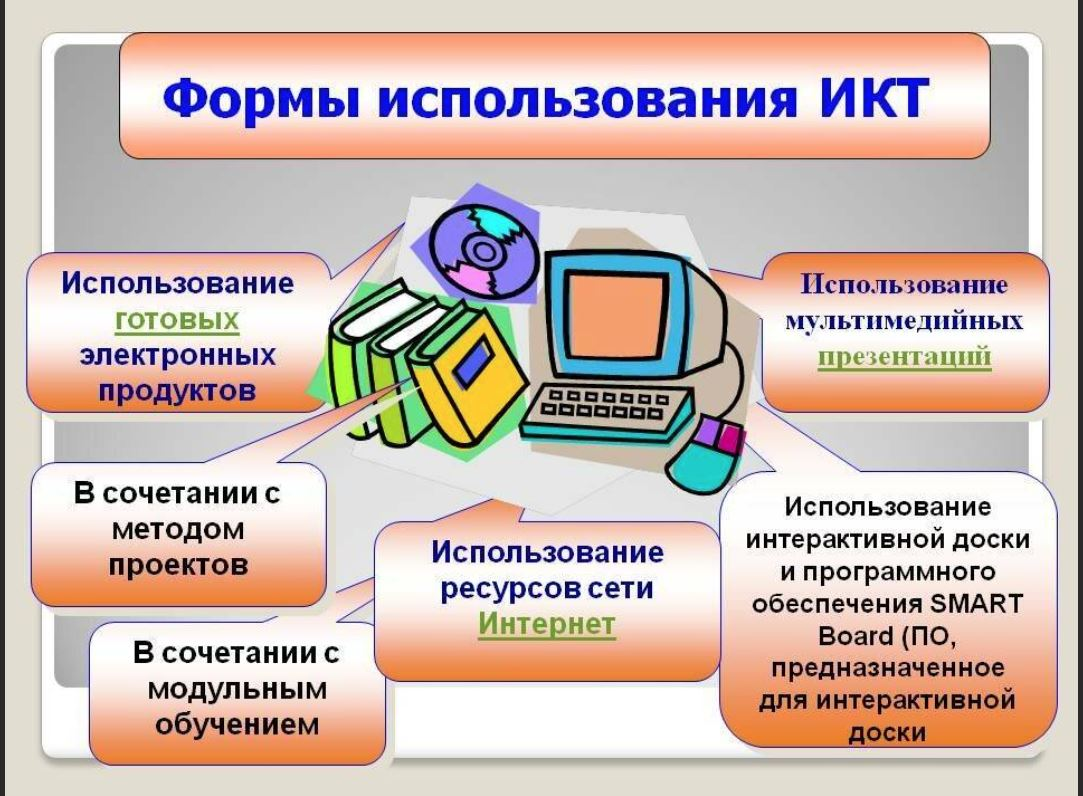 Формы использования ИКТ
Использование
готовых
электронных
продуктов
Использование
мультимедийных
презентаций
В сочетании с
методом
проектов
Использование
ресурсов сети
Интернет
Использование
интерактивной доски
и программного
обеспечения SMART
Board (ПО,
предназначенное
для интерактивной
доски
В сочетании с
модульным
обучением